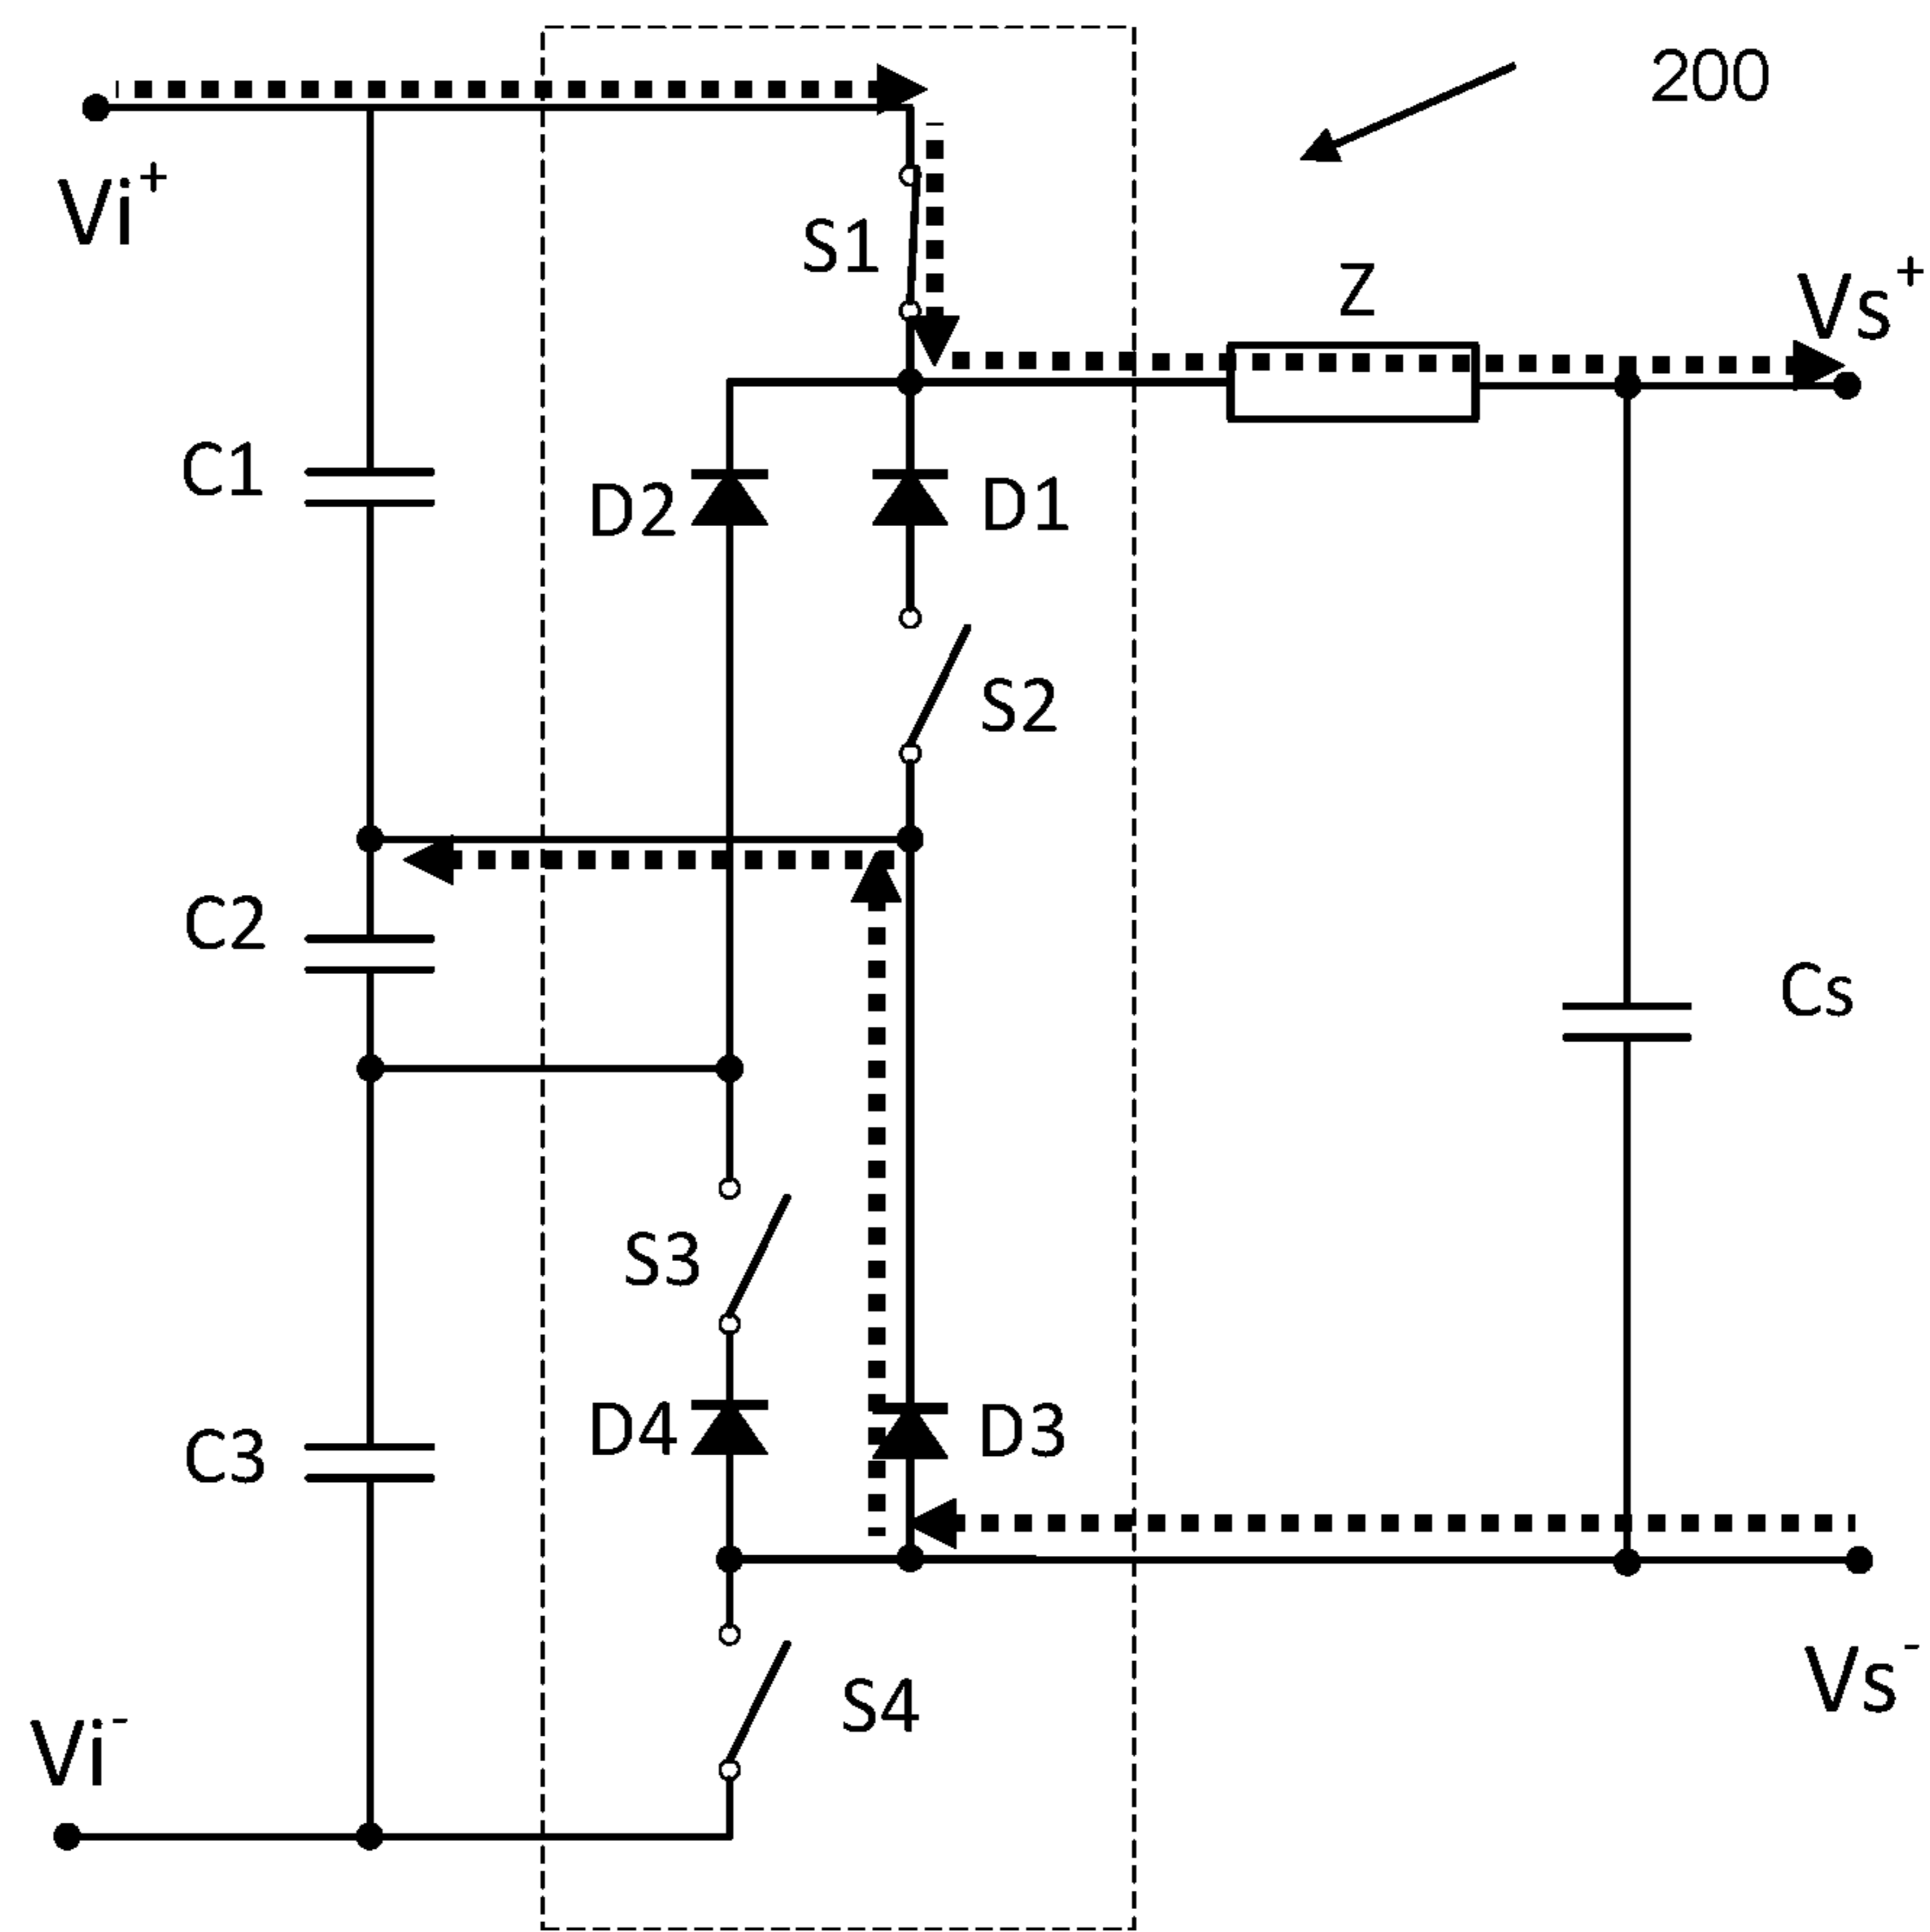 200
Vi+
S1
Z
Vs+
C1
D2
D1
S2
C2
Cs
S3
D4
D3
C3
Vs-
S4
Vi-